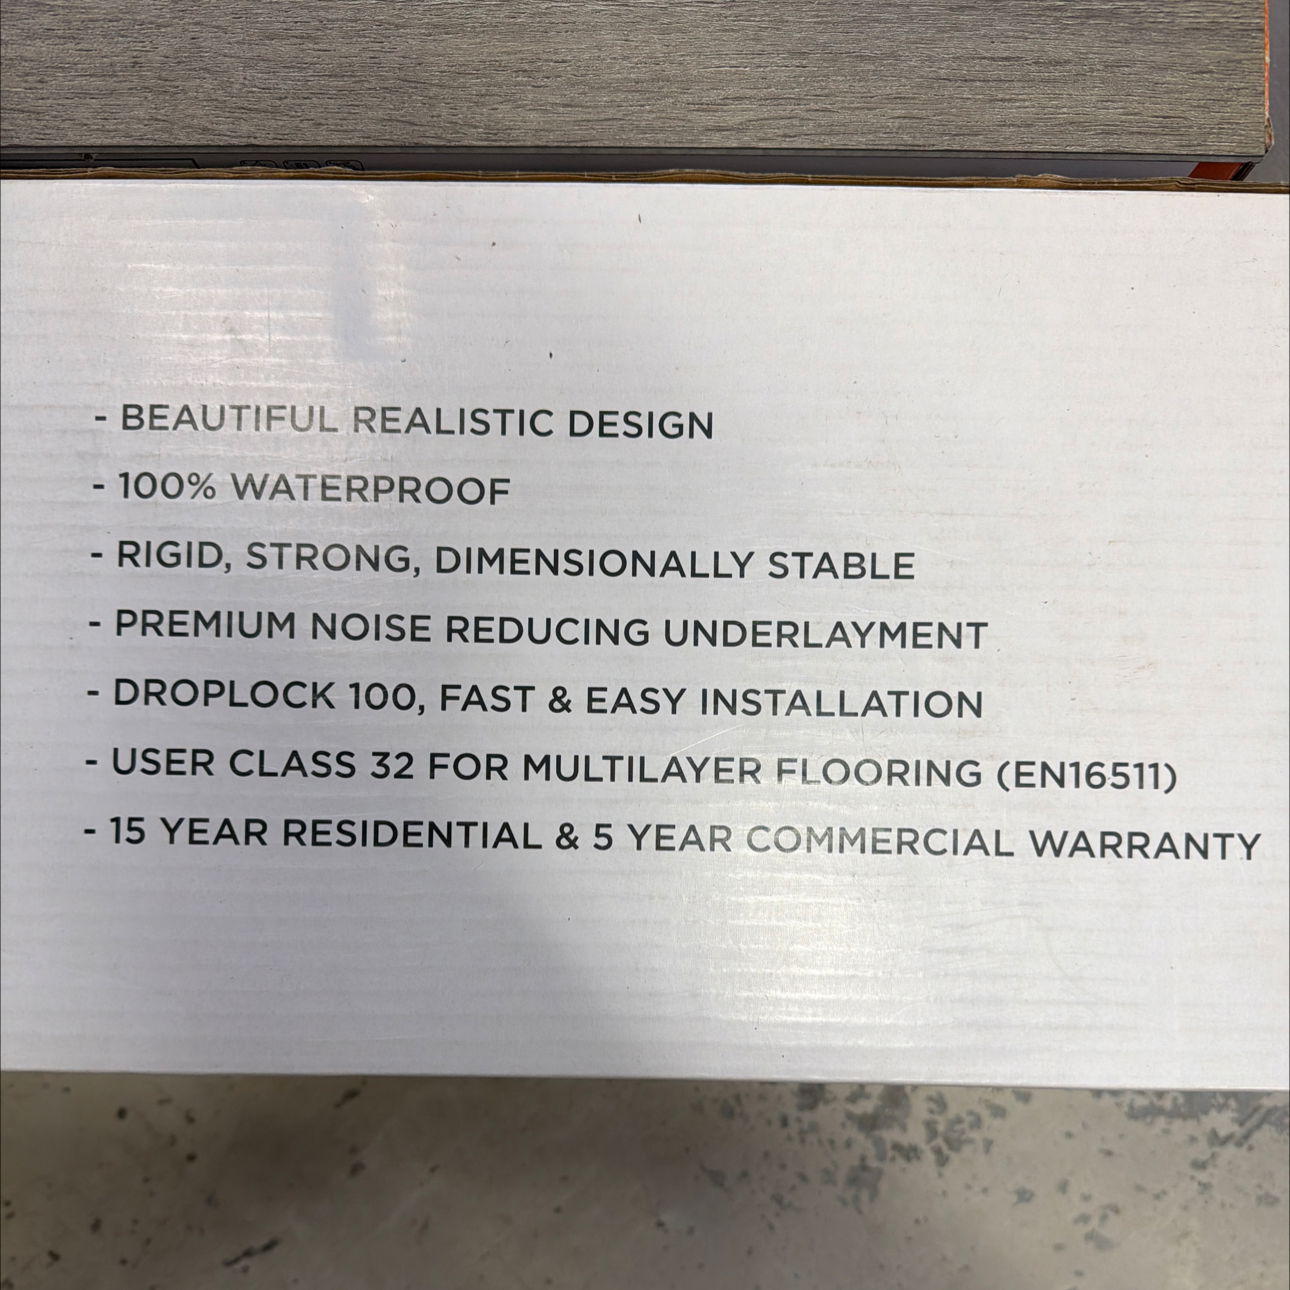 - BEAUTIFUL REALISTIC DESIGN
- 100% WATERPROOF
- RIGID, STRONG, DIMENSIONALLY STABLE
- PREMIUM NOISE REDUCING UNDERLAYMENT
- DROPLOCK 100, FAST & EASY INSTALLATION
- USER CLASS 32 FOR MULTILAYER FLOORING (EN16511)
- 15 YEAR RESIDENTIAL & 5 YEAR COMMERCIAL WARRANTY